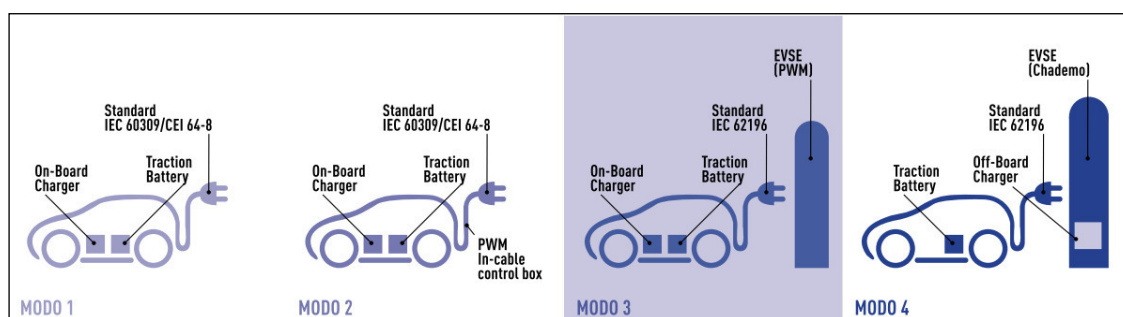 Standard
IEC 60309/CEI 64-8
On-Board
Charger
Traction
Battery
MODO 1
Standard
IEC 60309/CEI 64-8
On-Board
Charger
Traction
Battery
PWM
In-cable
control box
MODO 2
EVSE
(PWM)
Standard
IEC 62196
On-Board
Charger
Traction
Battery
MODO 3
EVSE
(Chademo)
Standard
IEC 62196
Traction
Battery
Off-Board
Charger
MODO 4